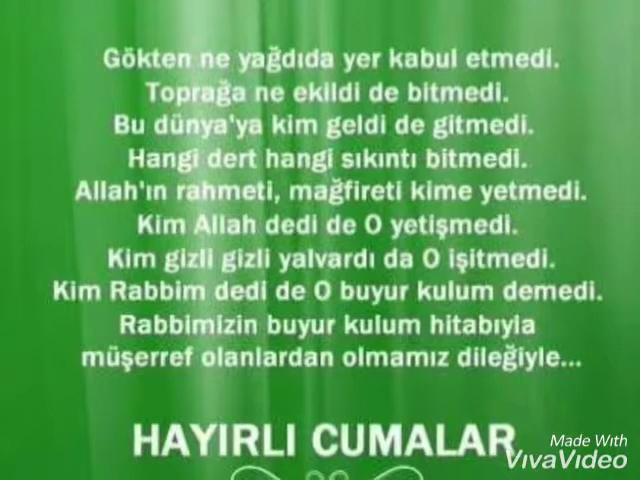 Gökten ne yağdıda yer kabul etmedi.
Toprağa ne ekildi de bitmedi.
Bu dünya'ya kim geldi de gitmedi.
Hangi dert hangi sıkıntı bitmedi.
Allah'ın rahmeti, mağfireti kime yetmedi.
Kim Allah dedi de O yetişmedi.
Kim gizli gizli yalvardı da O işitmedi.
Kim Rabbim dedi de O buyur kulum demedi.
Rabbimizin buyur kulum hitabıyla
müşerref olanlardan olmamız dileğiyle...
HAYIRLI CUMALAR
Made With
VivaVideo